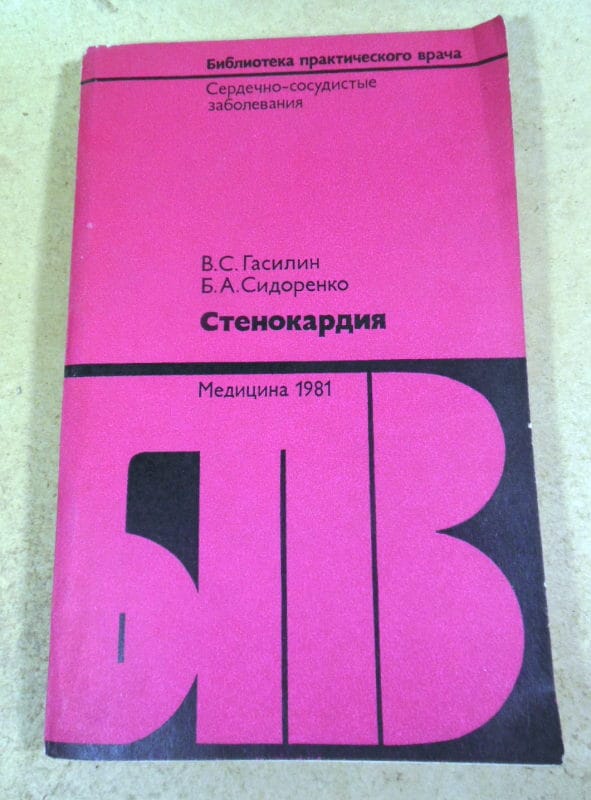 Библиотека практического врача
Сердечно-сосудистые
заболевания
В.С.Гасилин
Б.А.Сидоренко
Стенокардия
Медицина 1981
БПВ